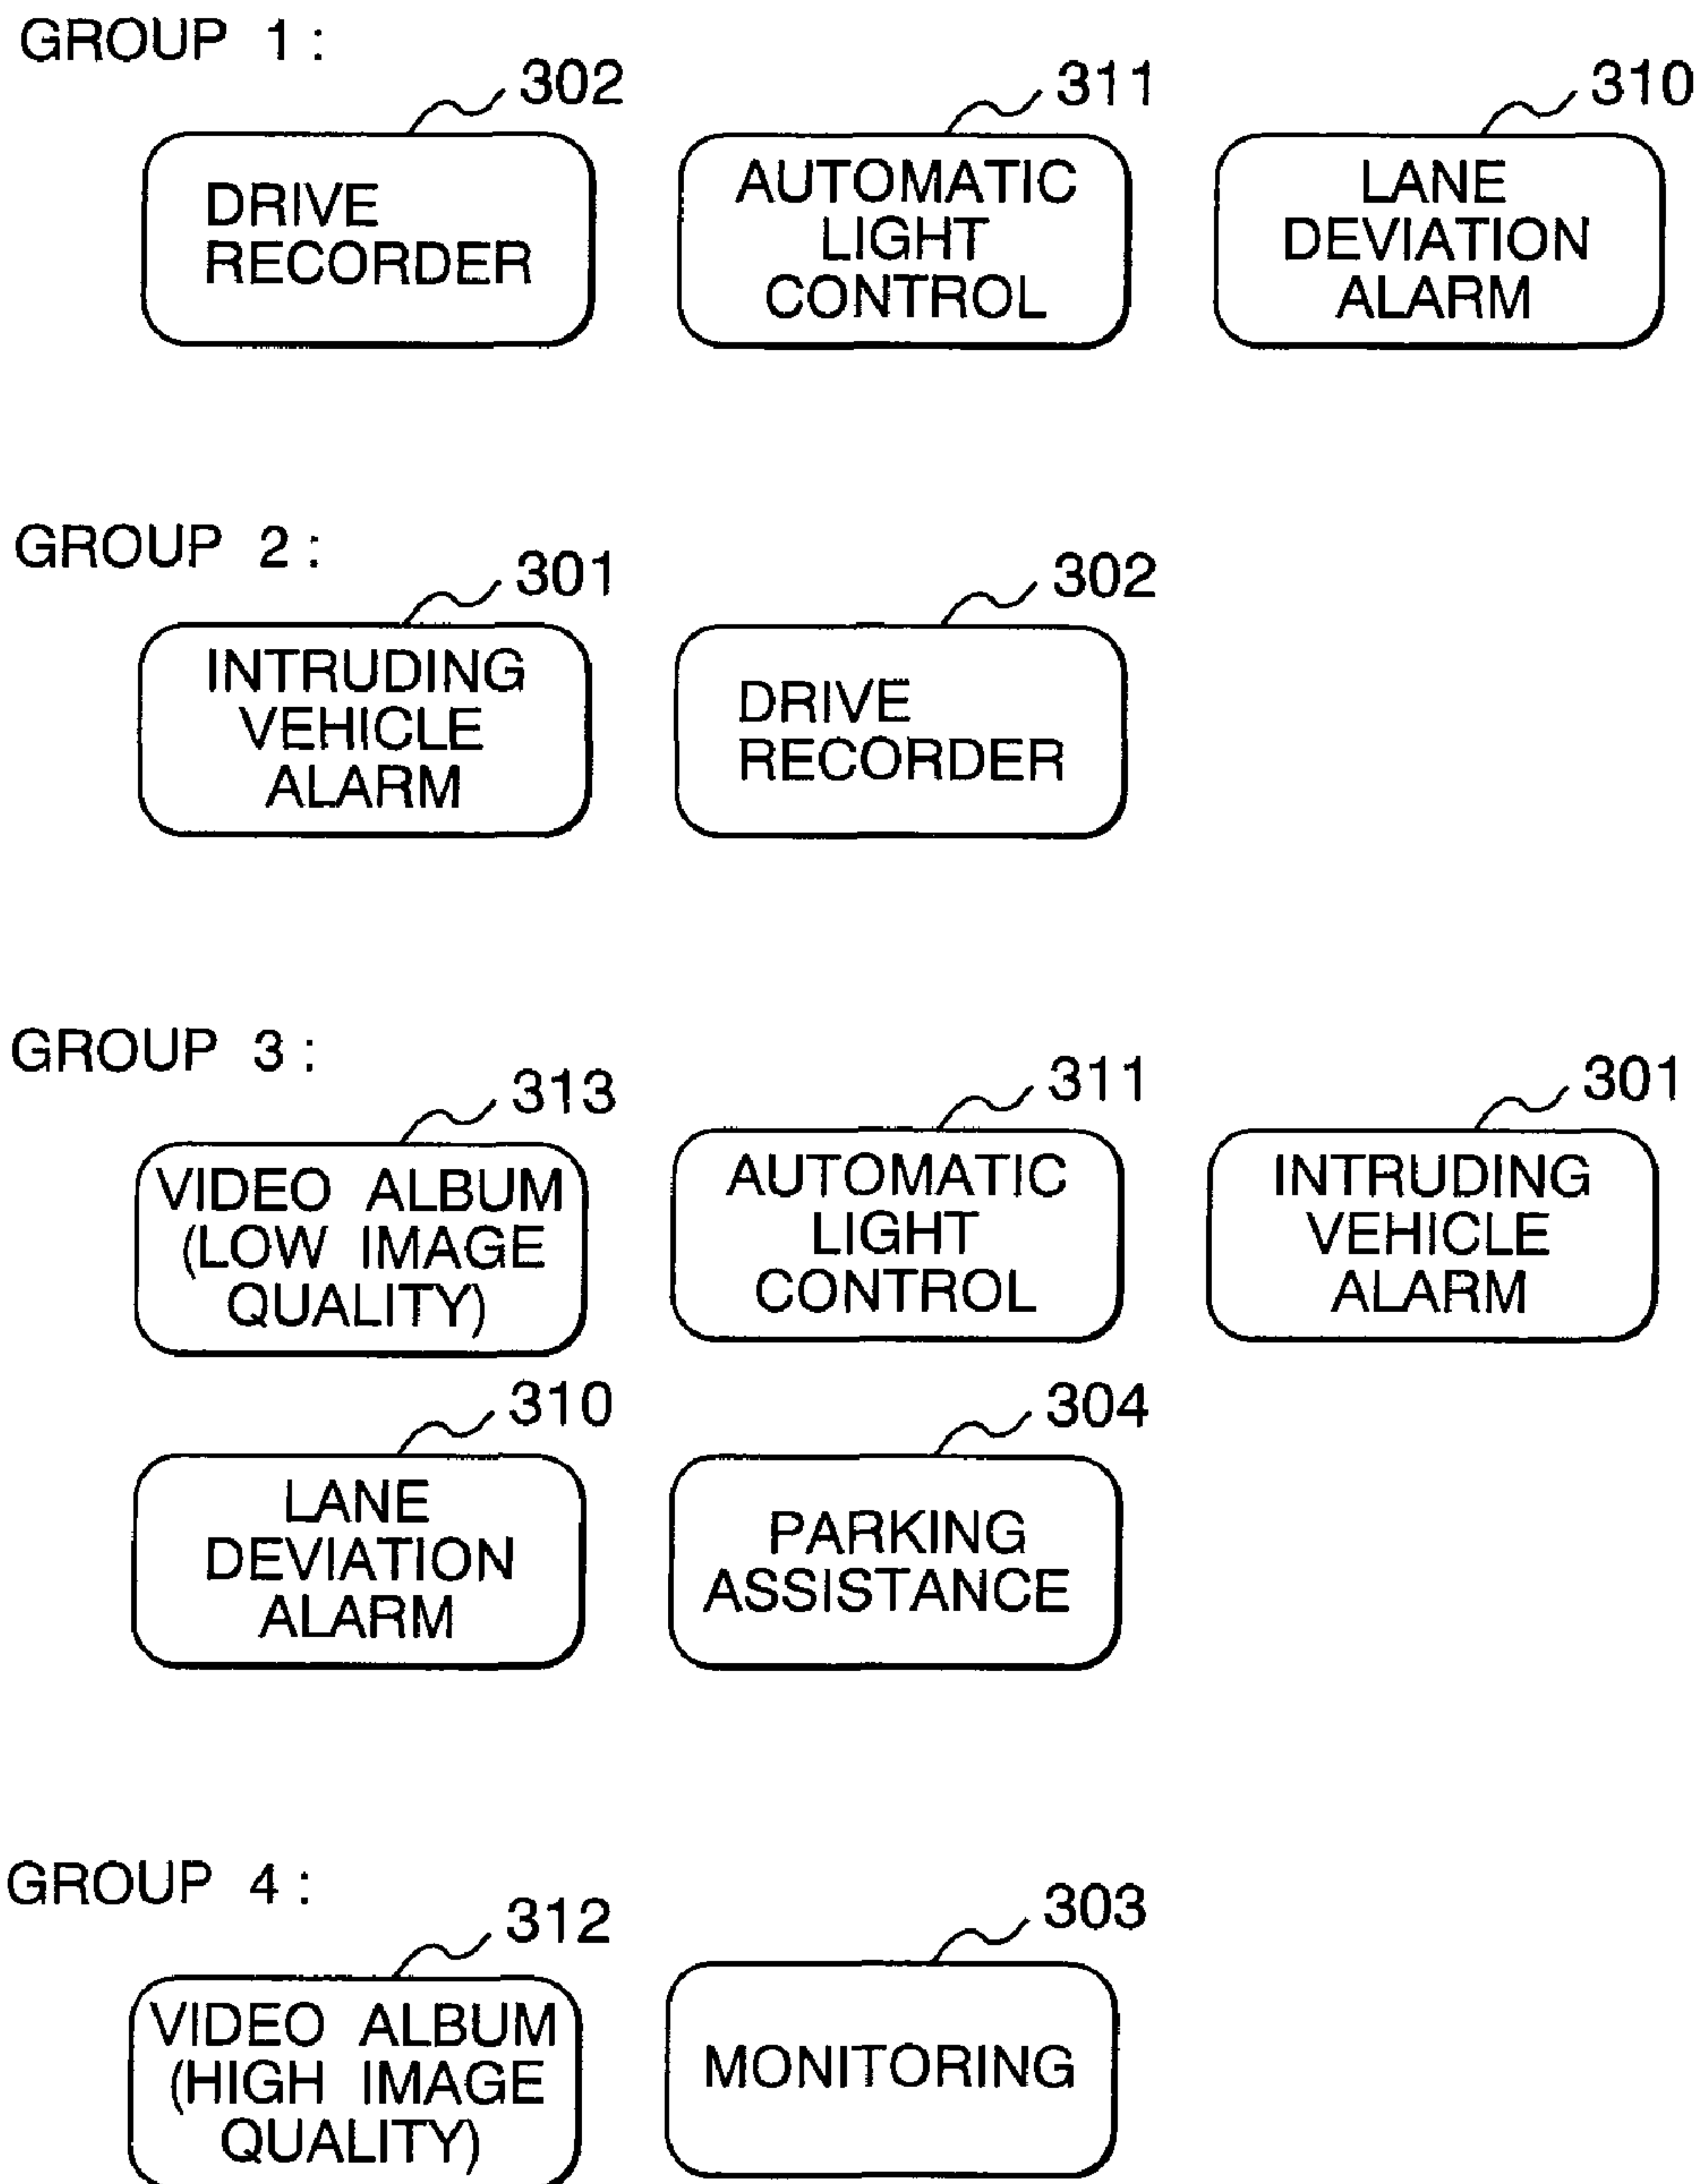 GROUP 1 :
302
311
310
DRIVE
RECORDER
AUTOMATIC
LIGHT
CONTROL
LANE
DEVIATION
ALARM
GROUP 2 :
301
302
INTRUDING
VEHICLE
ALARM
DRIVE
RECORDER
GROUP 3 :
313
311
301
VIDEO ALBUM
(LOW IMAGE
QUALITY)
AUTOMATIC
LIGHT
CONTROL
INTRUDING
VEHICLE
ALARM
310
304
LANE
DEVIATION
ALARM
PARKING
ASSISTANCE
GROUP 4 :
312
303
VIDEO ALBUM
(HIGH IMAGE
QUALITY)
MONITORING